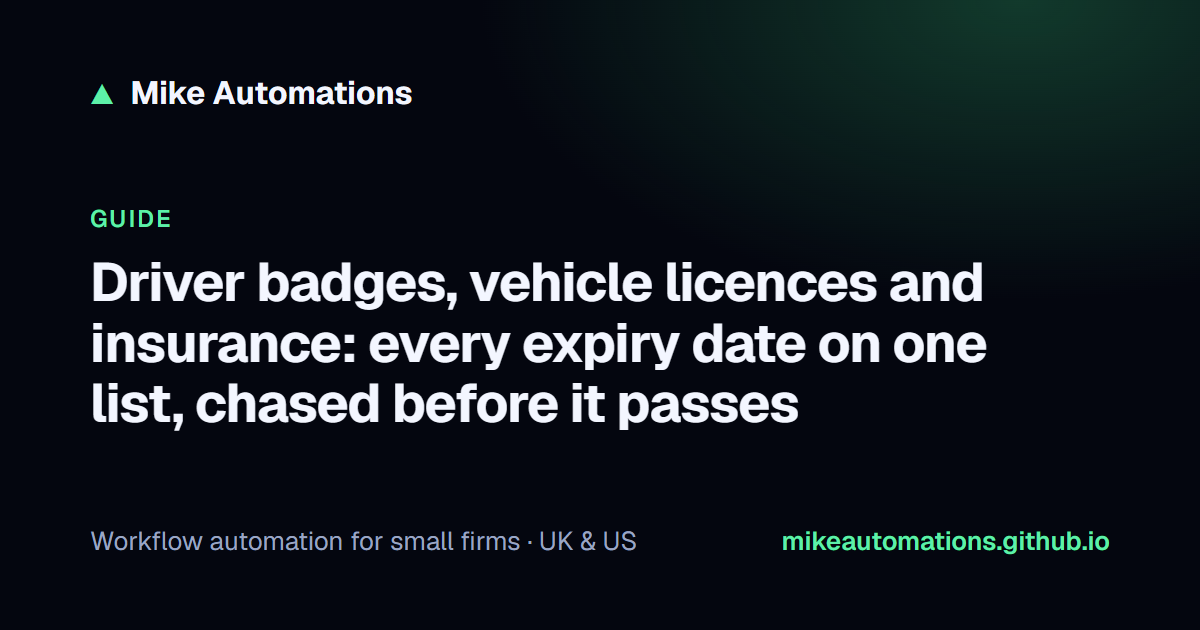 Mike Automations
GUIDE
Driver badges, vehicle licences and
insurance: every expiry date on one
list, chased before it passes
Workflow automation for small firms · UK & US
mikeautomations.github.io